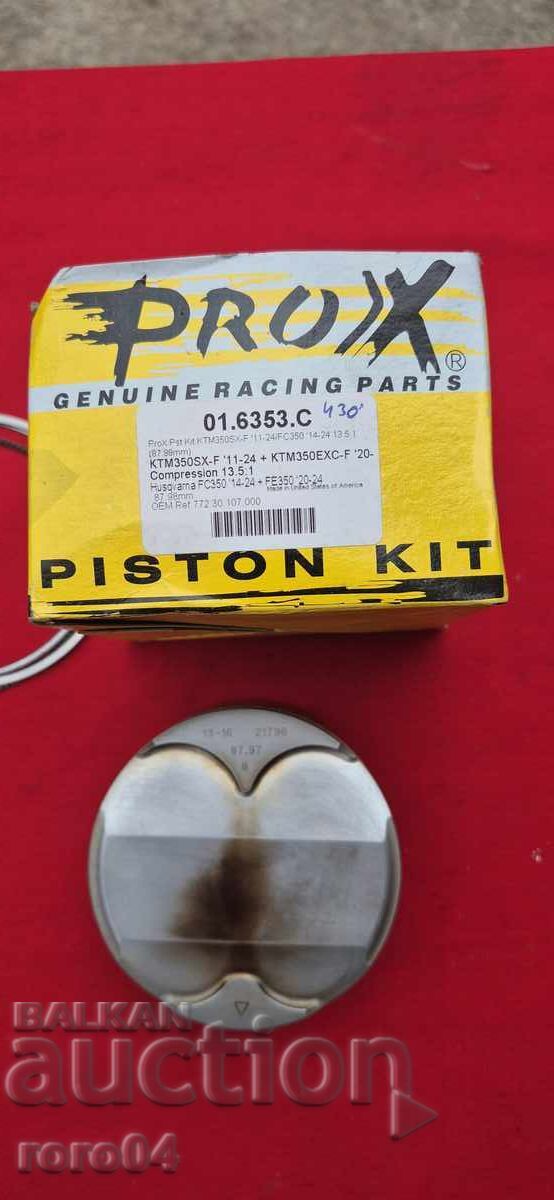 PROX®
GENUINE RACING PARTS
01.6353.C 430
ProX Pst Kit KTM350SX-F '11-24/FC350 '14-24 13.5:1
(87.98mm)
KTM350SX-F '11-24 + KTM350EXC-F '20-
Compression 13.5:1
Husqvarna FC350 '14-24 + FE350 '20-24
87.98mm Made in United States of America
OEM Ref 772 30 107 000
PISTON KIT
13-16 21796
87.97
BALKAN
auction
roro04